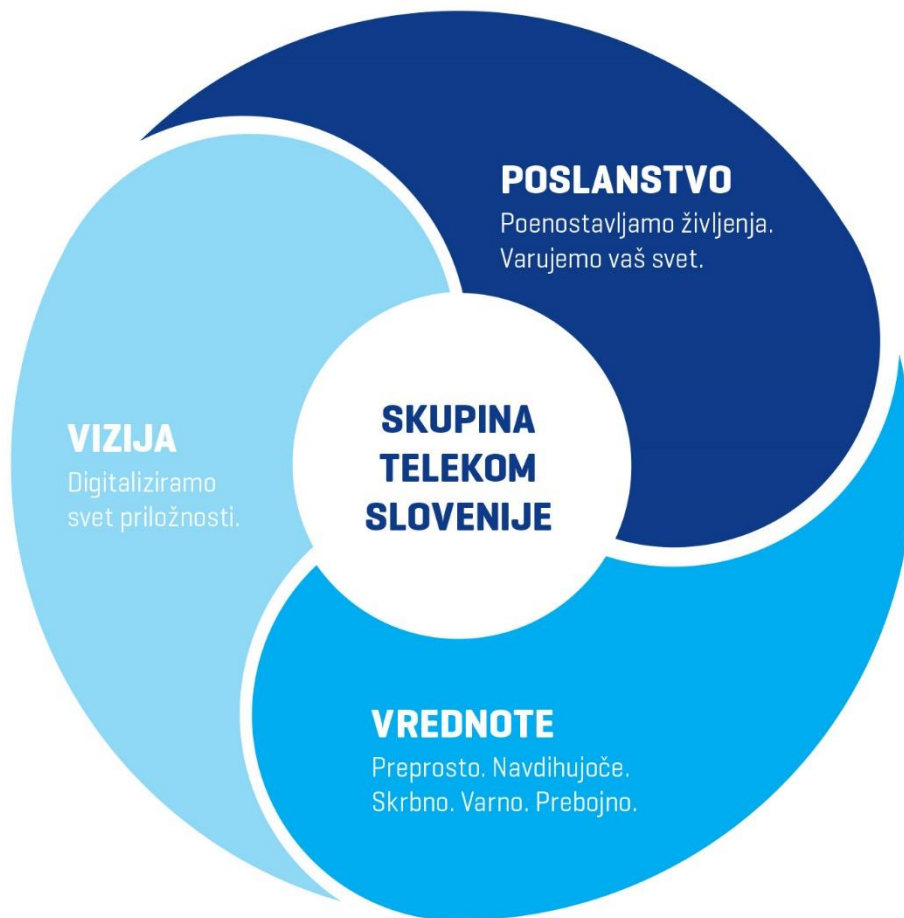 POSLANSTVO
Poenostavljamo življenja.
Varujemo vaš svet.
SKUPINA
TELEKOM
SLOVENIJE
VIZIJA
Digitaliziramo
svet priložnosti.
VREDNOTE
Preprosto. Navdihujoče.
Skrbno. Varno. Prebojno.